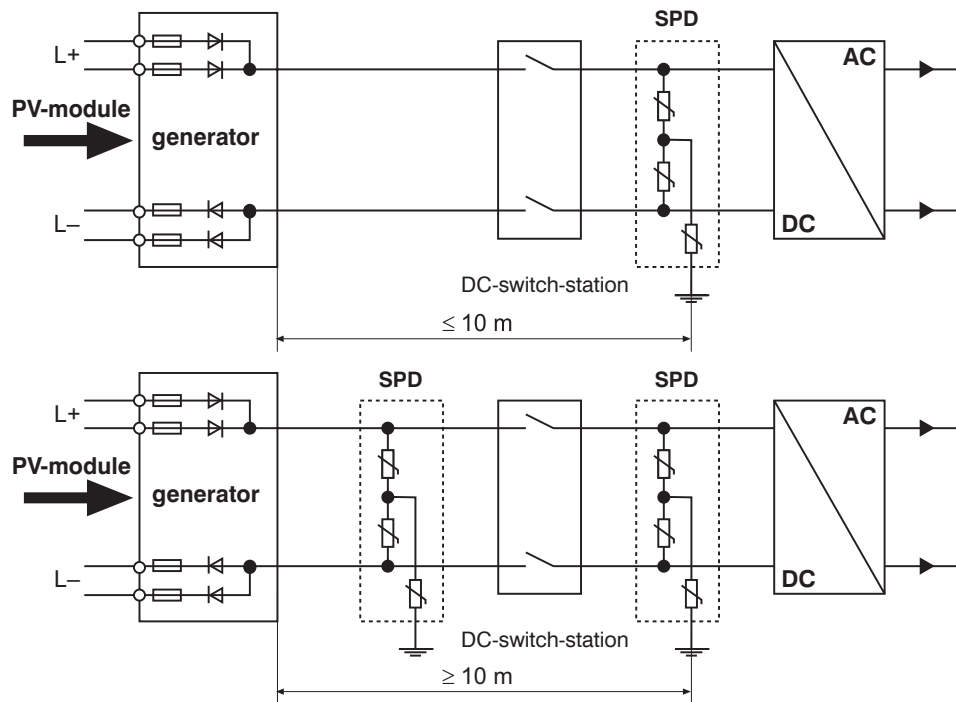 SPD
L+
AC
PV-module
generator
L–
DC
DC-switch-station
≤ 10 m
SPD
SPD
L+
AC
PV-module
generator
L–
DC
DC-switch-station
≥ 10 m